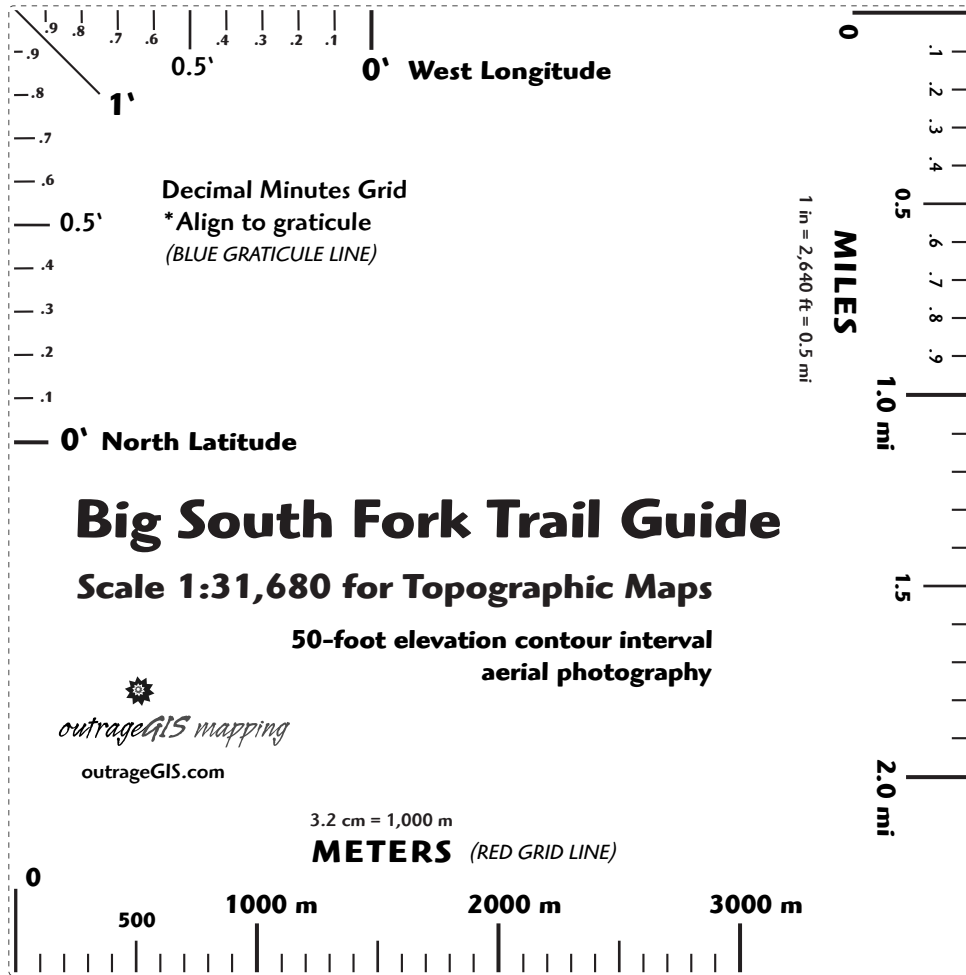 .9 .8 .7 .6 0.5' .4 .3 .2 .1 0' West Longitude
1'
.9
.8
.7
.6
0.5'
.4
.3
.2
.1
0' North Latitude
Decimal Minutes Grid
*Align to graticule
(BLUE GRATICULE LINE)
0
.1
.2
.3
.4
0.5
.6
.7
.8
.9
1.0 mi
1.5
2.0 mi
MILES
1 in = 2,640 ft = 0.5 mi
Big South Fork Trail Guide
Scale 1:31,680 for Topographic Maps
50-foot elevation contour interval
aerial photography
outrageGIS mapping
outrageGIS.com
3.2 cm = 1,000 m
METERS (RED GRID LINE)
0
500
1000 m
2000 m
3000 m